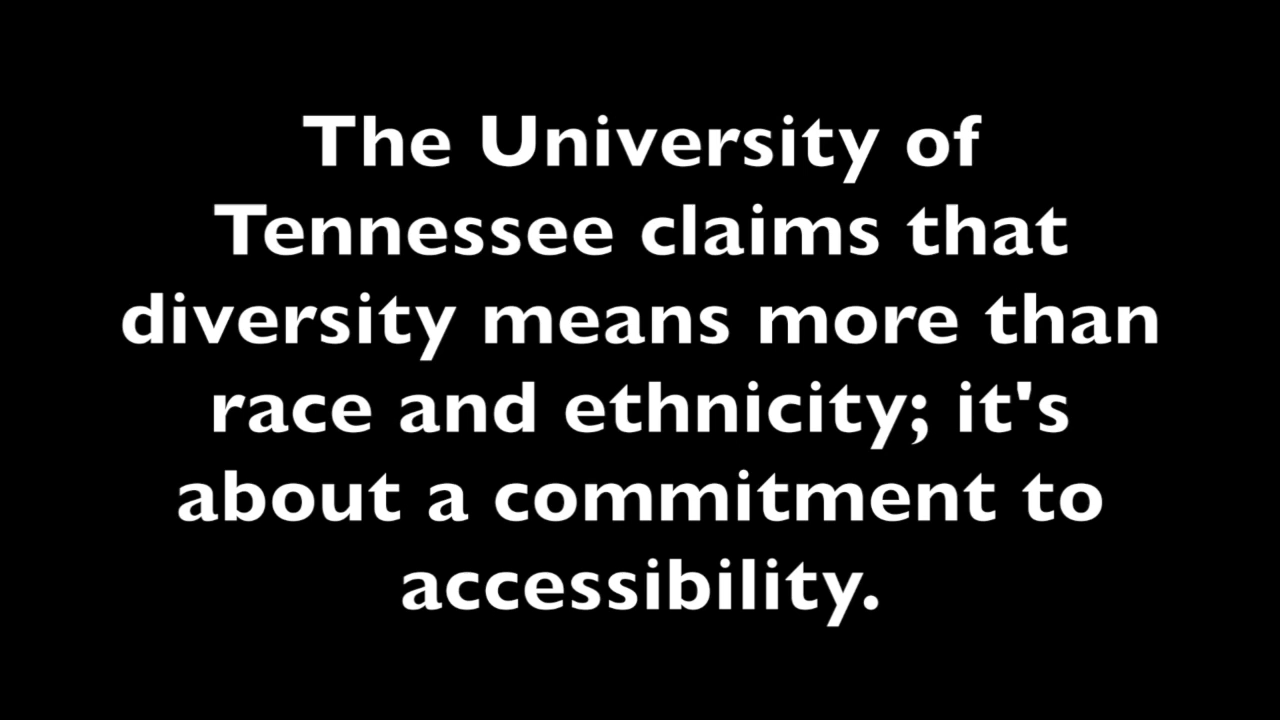 The University of
Tennessee claims that
diversity means more than
race and ethnicity; it's
about a commitment to
accessibility.